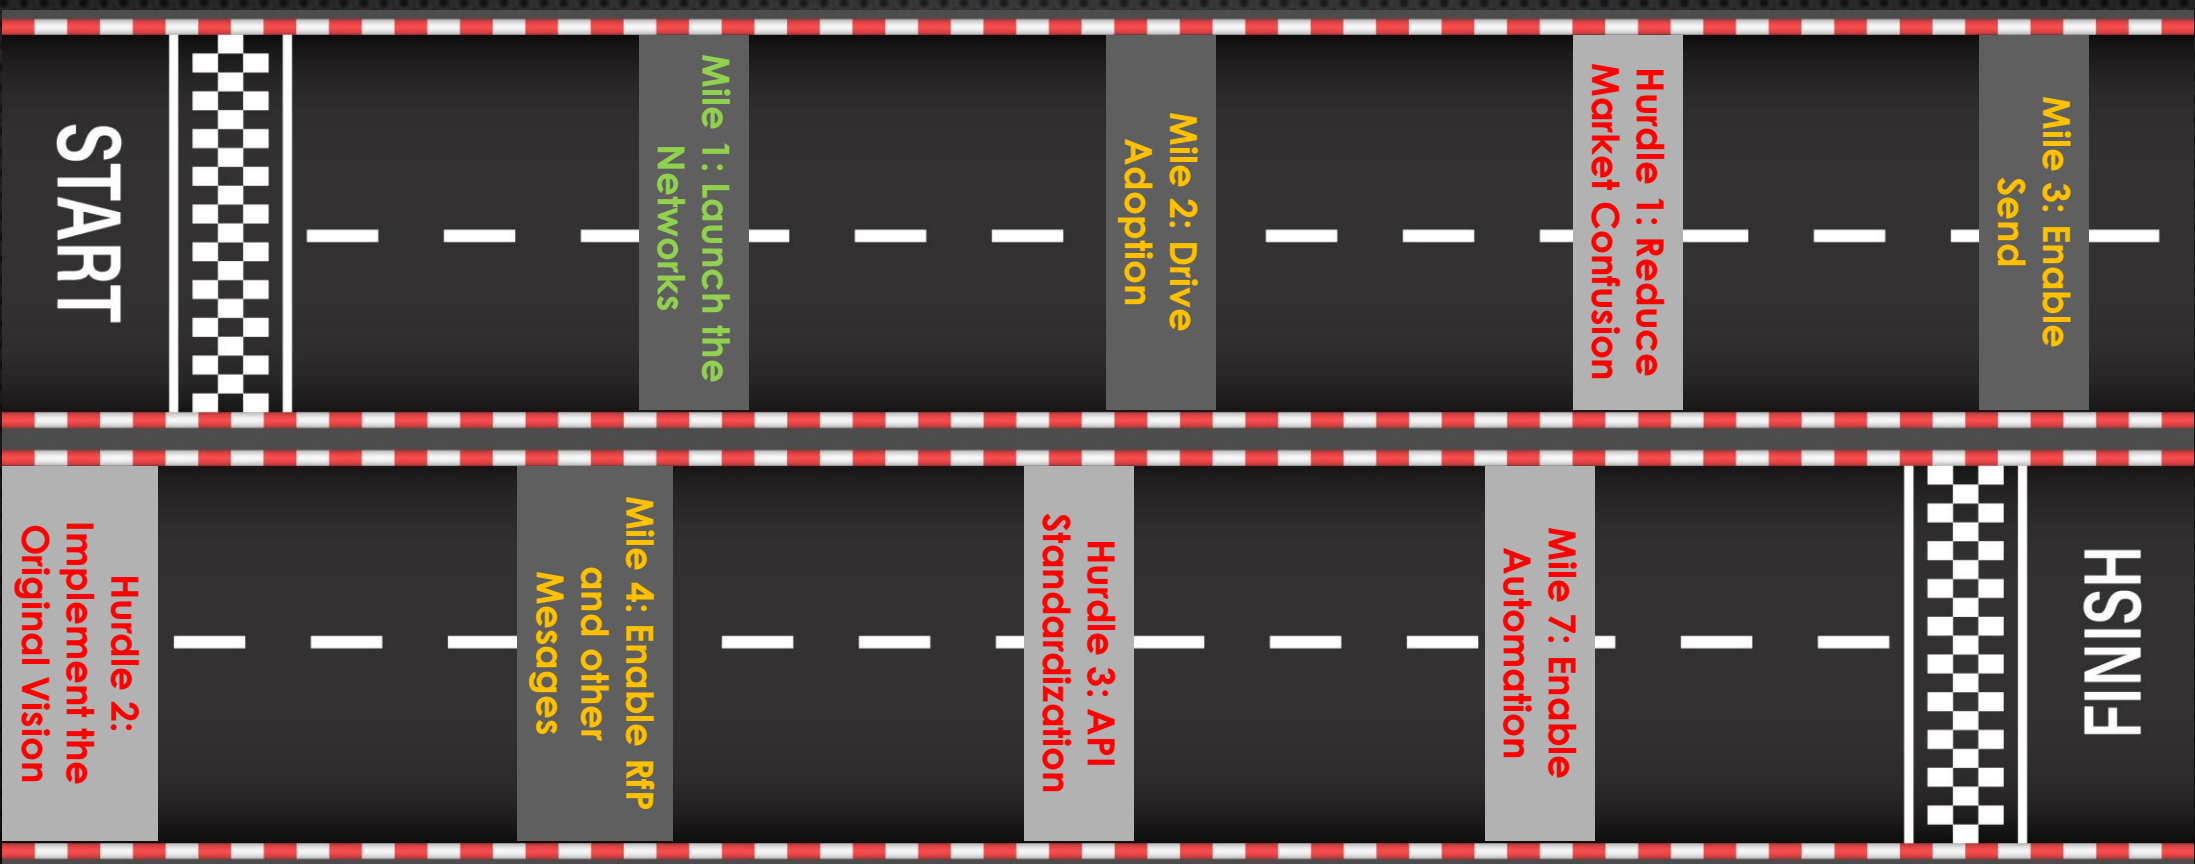 START
Mile 1: Launch the
Networks
Mile 2: Drive
Adoption
Hurdle 1: Reduce
Market Confusion
Mile 3: Enable
Send
Hurdle 2:
Implement the
Original Vision
Mile 4: Enable RfP
and other
Messages
Hurdle 3: API
Standardization
Mile 7: Enable
Automation
FINISH